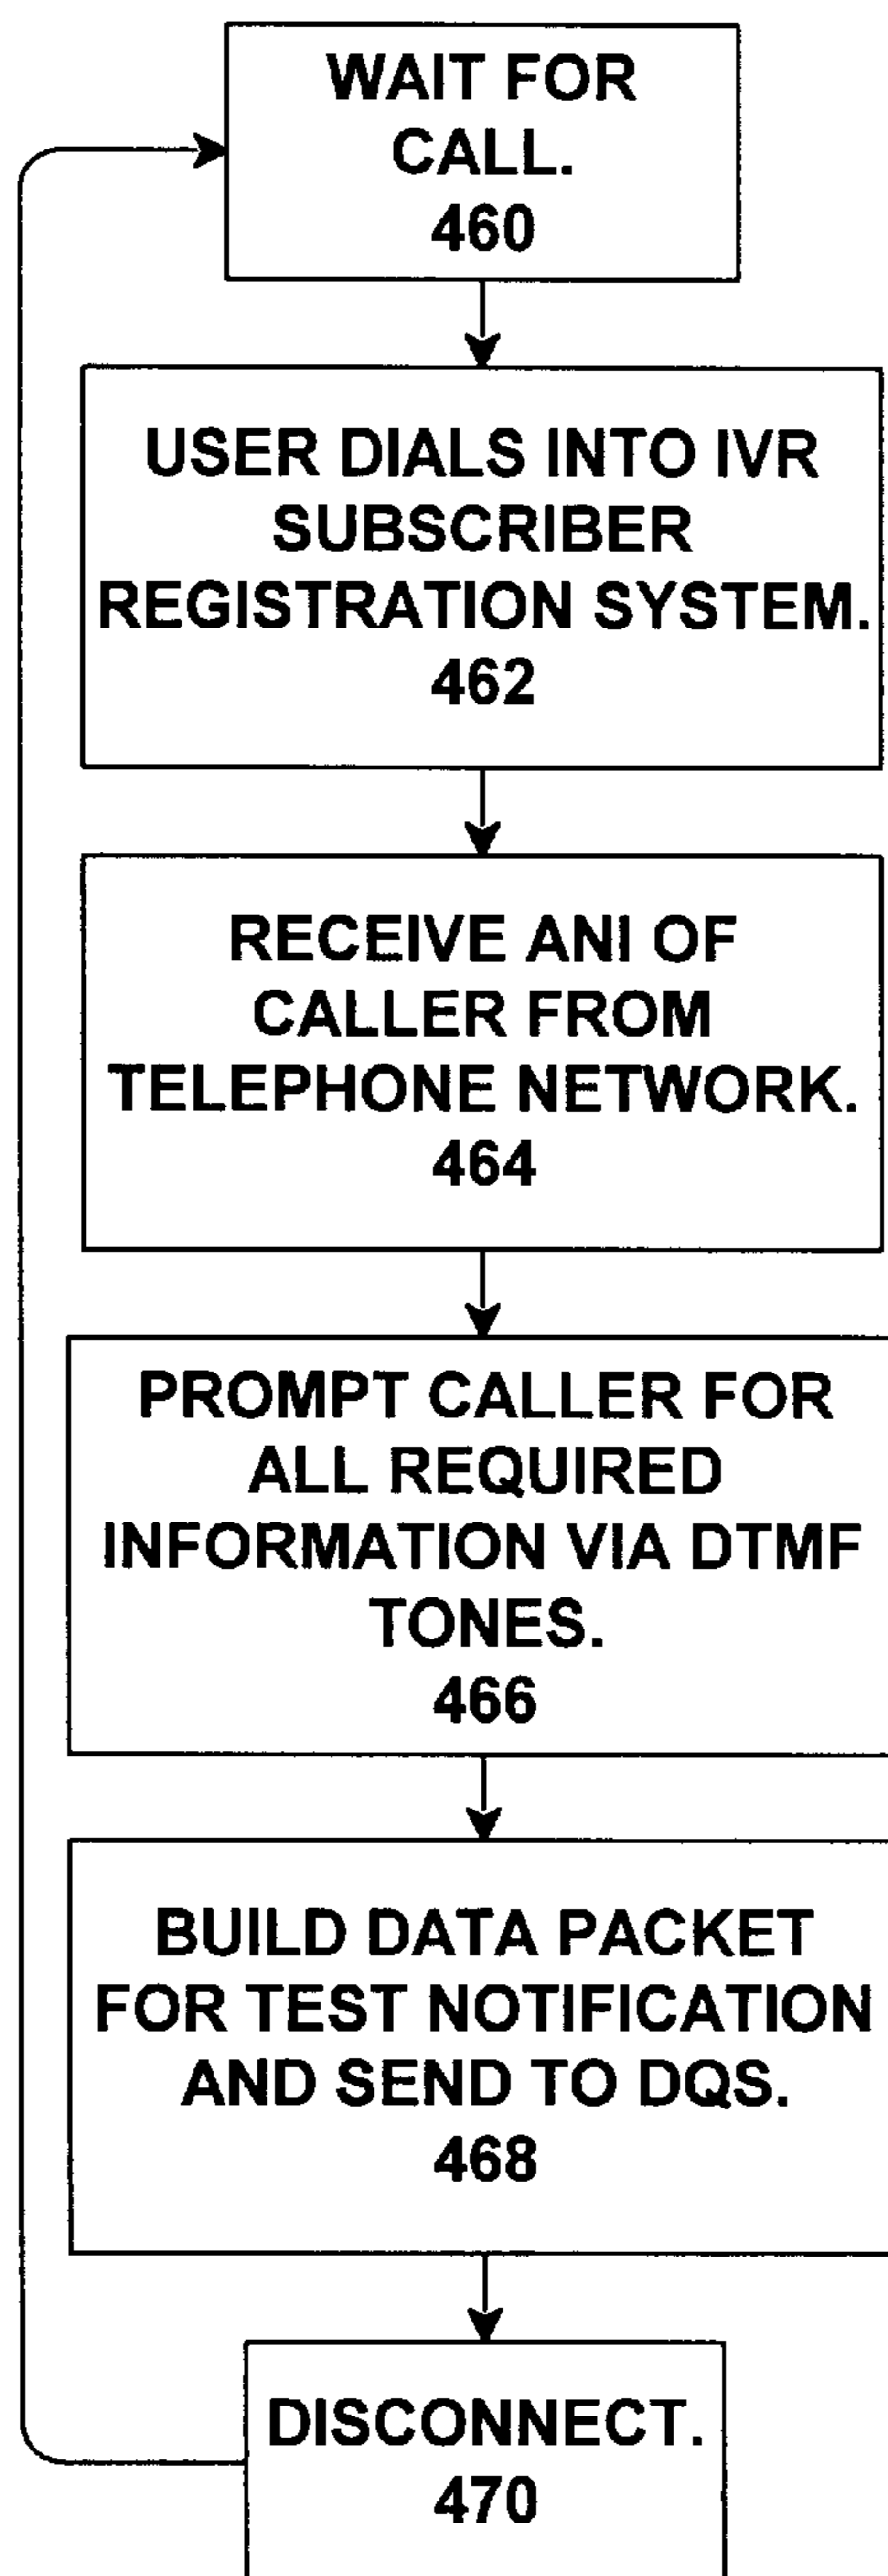 WAIT FOR
CALL.
460
USER DIALS INTO IVR
SUBSCRIBER
REGISTRATION SYSTEM.
462
RECEIVE ANI OF
CALLER FROM
TELEPHONE NETWORK.
464
PROMPT CALLER FOR
ALL REQUIRED
INFORMATION VIA DTMF
TONES.
466
BUILD DATA PACKET
FOR TEST NOTIFICATION
AND SEND TO DQS.
468
DISCONNECT.
470